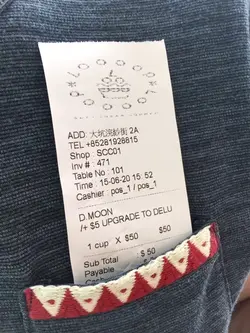 ADD: 大坑浣紗街 2A
TEL +85281928815
Shop : SCC01
Inv # : 471
Table No : 101
Time : 15-06-20 15 : 52
Cashier : pos_1 / pos_1
D.MOON
/+ $5 UPGRADE TO DELU
1 cup X $50 $50
Sub Total : $ 50
Payable